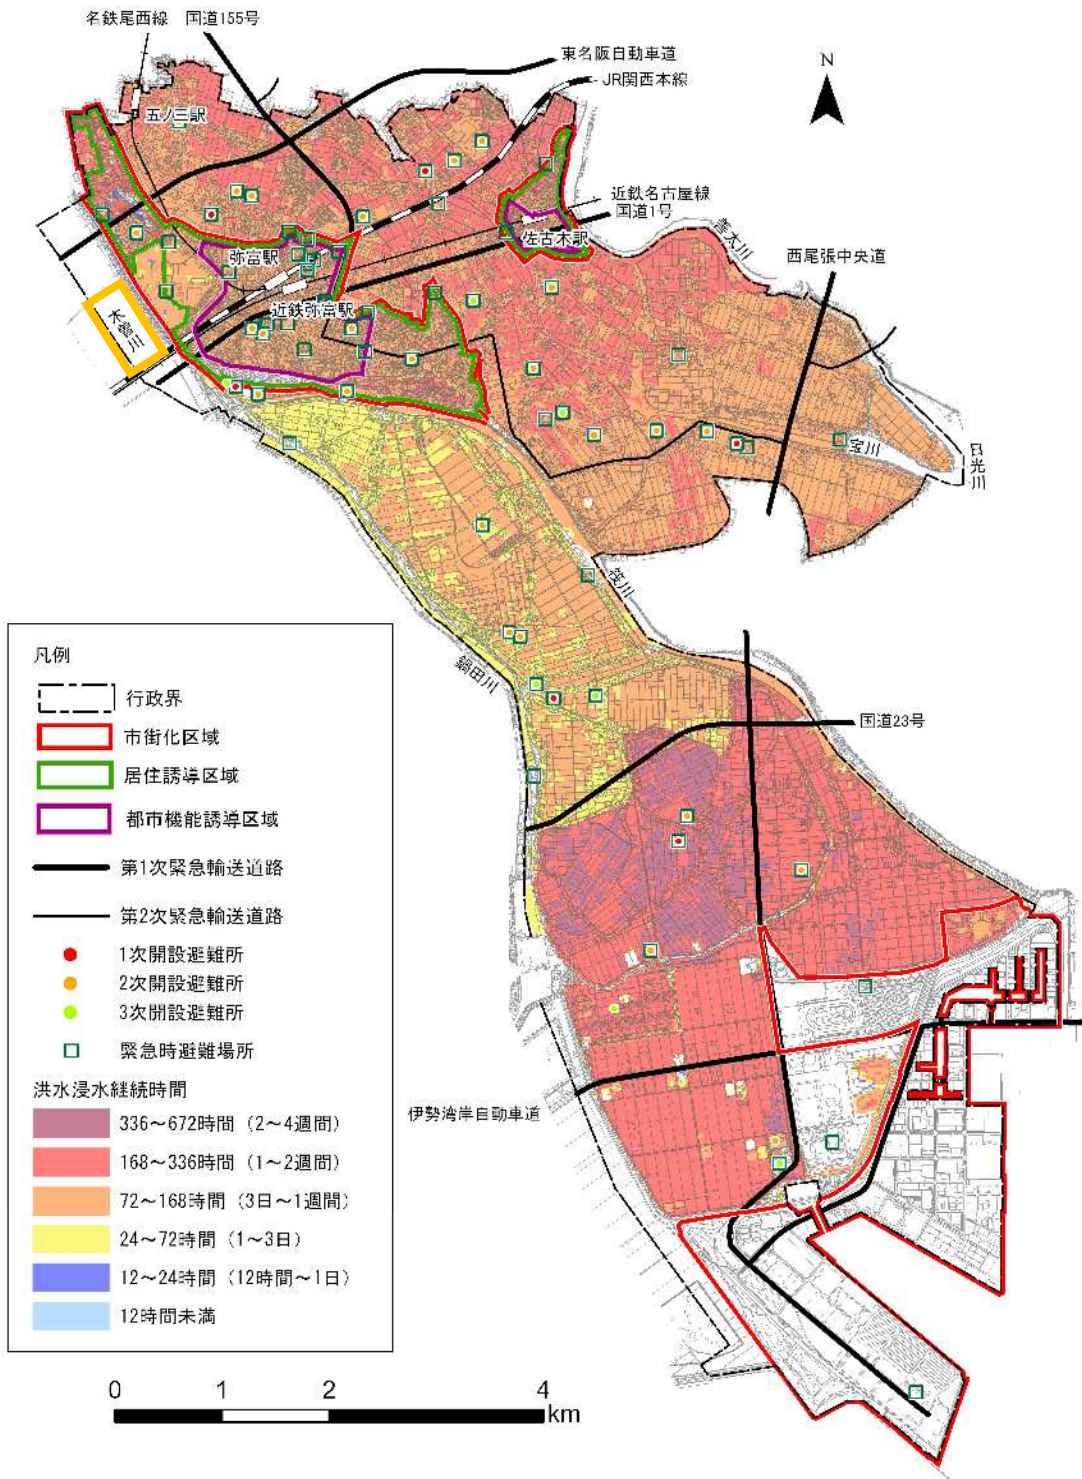 名鉄尾西線
国道155号
東名阪自動車道
JR関西本線
N
五ノ三駅
近鉄名古屋線
国道1号
善太川
佐古木駅
西尾張中央道
弥富駅
近鉄弥富駅
木曽川
宝川
日光川
筏川
鍋田川
国道23号
伊勢湾岸自動車道
凡例
行政界
市街化区域
居住誘導区域
都市機能誘導区域
第1次緊急輸送道路
第2次緊急輸送道路
1次開設避難所
2次開設避難所
3次開設避難所
緊急時避難場所
洪水浸水継続時間
336～672時間（2～4週間）
168～336時間（1～2週間）
72～168時間（3日～1週間）
24～72時間（1～3日）
12～24時間（12時間～1日）
12時間未満
0 1 2 4
km